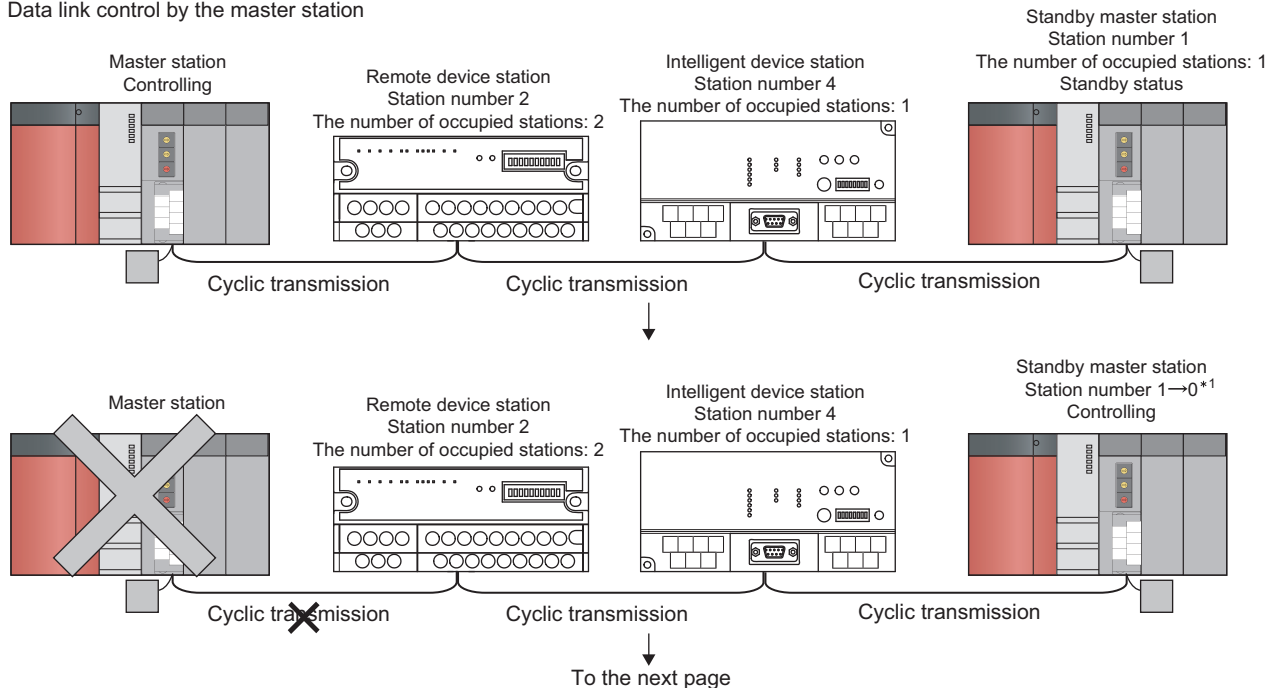 Data link control by the master station
Master station
Controlling
Remote device station
Station number 2
The number of occupied stations: 2
Intelligent device station
Station number 4
The number of occupied stations: 1
Standby master station
Station number 1
The number of occupied stations: 1
Standby status
Cyclic transmission
Cyclic transmission
Cyclic transmission
Master station
Remote device station
Station number 2
The number of occupied stations: 2
Intelligent device station
Station number 4
The number of occupied stations: 1
Standby master station
Station number 1→0*1
Controlling
Cyclic transmission
Cyclic transmission
Cyclic transmission
To the next page